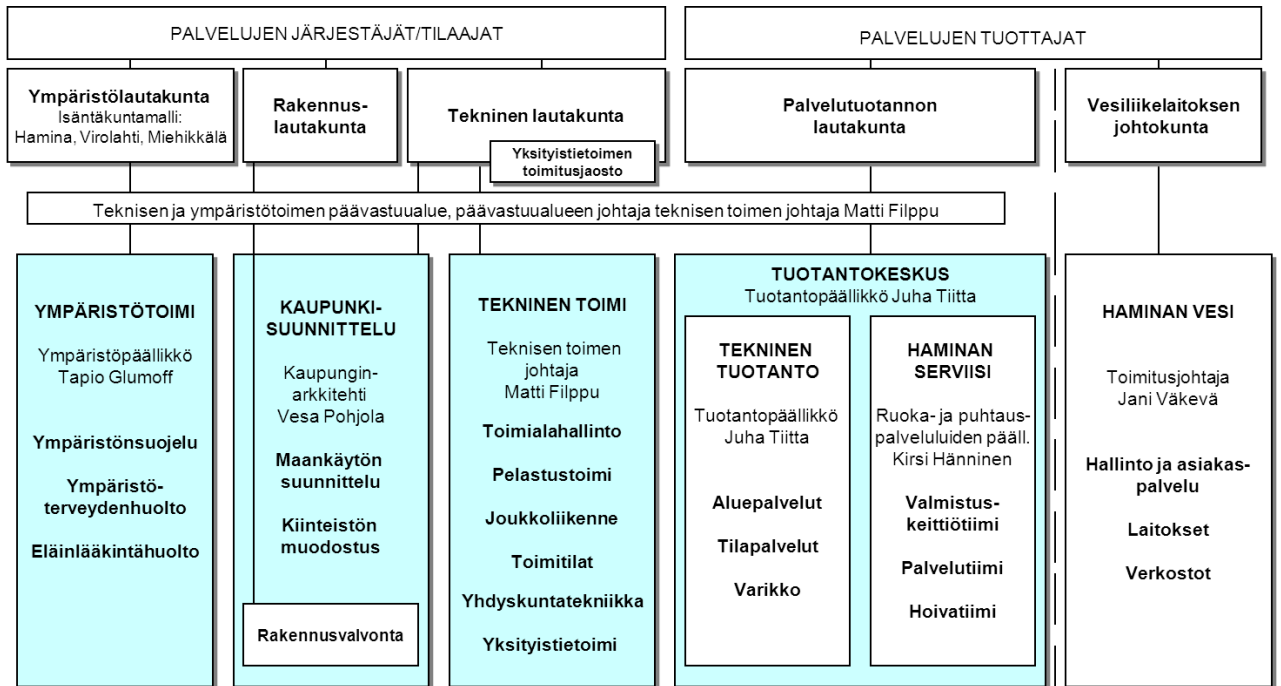 PALVELUJEN JÄRJESTÄJÄT/TILAAJAT
PALVELUJEN TUOTTAJAT
Ympäristölautakunta
Isäntäkuntamalli:
Hamina, Virolahti, Miehikkälä
Rakennus-
lautakunta
Tekninen lautakunta
Yksityistietoimen
toimitusjaosto
Palvelutuotannon
lautakunta
Vesiliikelaitoksen
johtokunta
Teknisen ja ympäristötoimen päävastuualue, päävastuualueen johtaja teknisen toimen johtaja Matti Filppu
YMPÄRISTÖTOIMI
Ympäristöpäällikkö
Tapio Glumoff
Ympäristönsuojelu
Ympäristö-
terveydenhuolto
Eläinlääkintähuolto
KAUPUNKI-
SUUNNITTELU
Kaupungin-
arkkitehti
Vesa Pohjola
Maankäytön
suunnittelu
Kiinteistön
muodostus
Rakennusvalvonta
TEKNINEN TOIMI
Teknisen toimen
johtaja
Matti Filppu
Toimialahallinto
Pelastustoimi
Joukkoliikenne
Toimitilat
Yhdyskuntatekniikka
Yksityistietoimi
TUOTANTOKESKUS
Tuotantopäällikkö Juha Tiitta
TEKNINEN
TUOTANTO
Tuotantopäällikkö
Juha Tiitta
Aluepalvelut
Tilapalvelut
Varikko
HAMINAN
SERVIISI
Ruoka- ja puhtaus-
palveluluiden pääll.
Kirsi Hänninen
Valmistus-
keittiötiimi
Palvelutiimi
Hoivatiimi
HAMINAN VESI
Toimitusjohtaja
Jani Väkevä
Hallinto ja asiakas-
palvelu
Laitokset
Verkostot